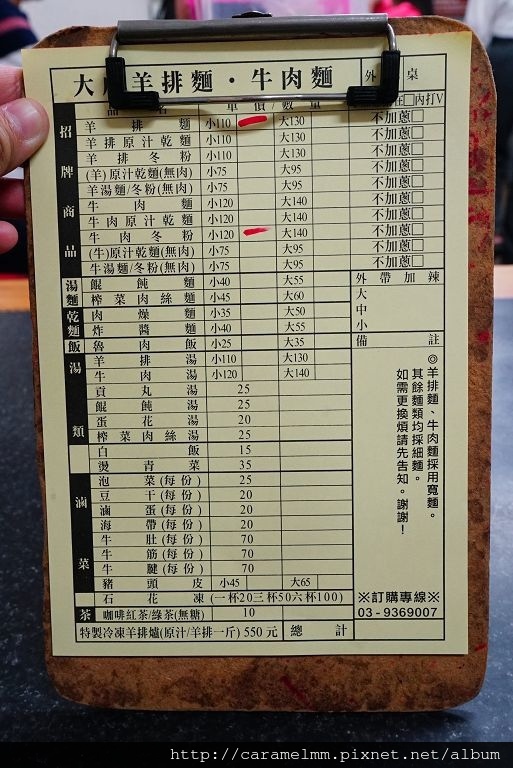 大 羊排麵・牛肉麵 外 桌
品 名 單 價 / 數 量 內打V
招牌商品
羊排麵 小110 大130 不加蔥□
羊排原汁乾麵 小110 大130 不加蔥□
羊排冬粉 小110 大130 不加蔥□
(羊)原汁乾麵(無肉) 小75 大95 不加蔥□
羊湯麵/冬粉(無肉) 小75 大95 不加蔥□
牛肉麵 小120 大140 不加蔥□
牛肉原汁乾麵 小120 大140 不加蔥□
牛肉冬粉 小120 大140 不加蔥□
(牛)原汁乾麵(無肉) 小75 大95 不加蔥□
牛湯麵/冬粉(無肉) 小75 大95 不加蔥□
湯麵
餛飩麵 小40 大55
榨菜肉絲麵 小45 大60
乾麵
肉燥麵 小35 大50
炸醬麵 小40 大55
飯 魯肉飯 小25 大35
湯類
羊排湯 小110 大130
牛肉湯 小120 大140
貢丸湯 25
餛飩湯 25
蛋花湯 20
榨菜肉絲湯 25
白飯 15
燙青菜 35
滷菜
泡菜(每份) 25
豆干(每份) 20
滷蛋(每份) 20
海帶(每份) 20
牛肚(每份) 70
牛筋(每份) 70
牛腱(每份) 70
豬頭皮 小45 大65
石花凍 (一杯20三杯50六杯100)
茶 咖啡紅茶/綠茶(無糖) 10
特製冷凍羊排爐(原汁/羊排一斤) 550 元 總計
外帶加辣
大
中
小
備註
◎羊排麵、牛肉麵採用寬麵。
其餘麵類均採細麵。
如需更換煩請先告知。謝謝!
※訂購專線※
03-9369007
http://caramelmm.pixnet.net/album